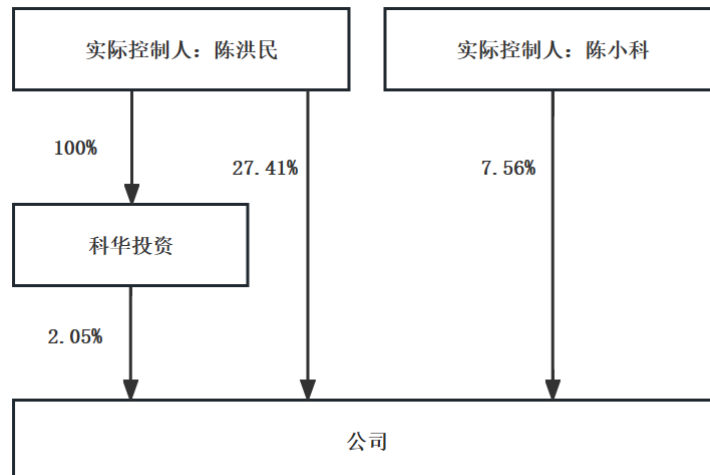 实际控制人：陈洪民
实际控制人：陈小科
100%
27.41%
7.56%
科华投资
2.05%
公司